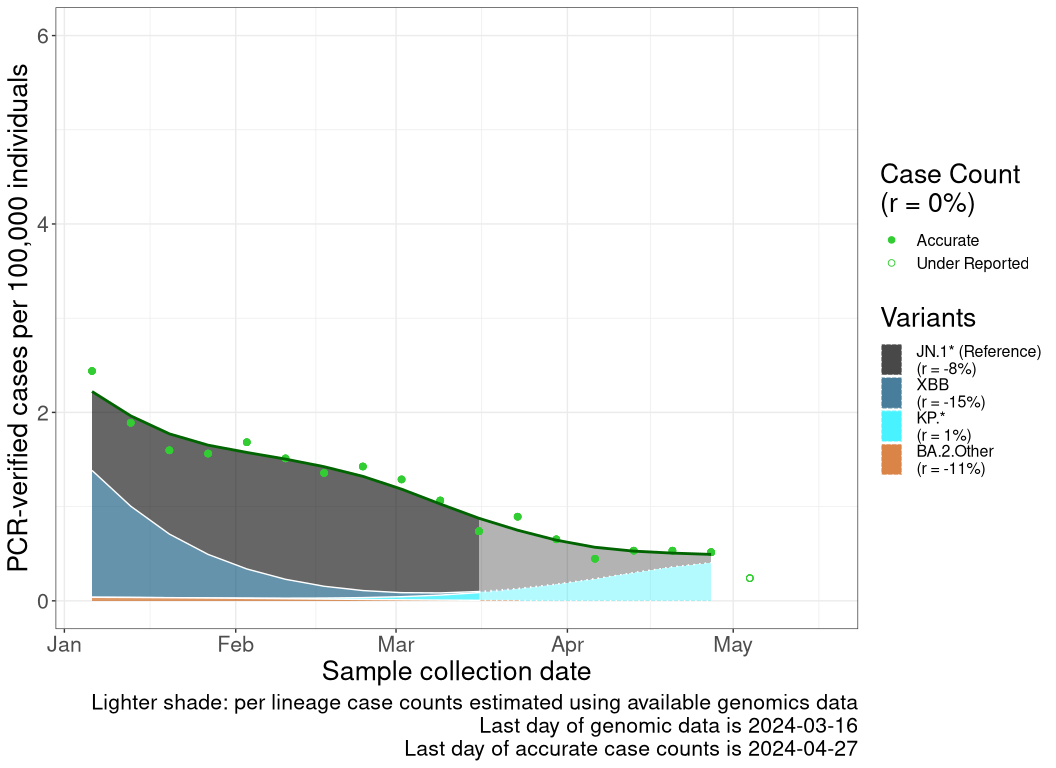 PCR-verified cases per 100,000 individuals
6
4
2
0
Jan Feb Mar Apr May
Sample collection date
Lighter shade: per lineage case counts estimated using available genomics data
Last day of genomic data is 2024-03-16
Last day of accurate case counts is 2024-04-27
Case Count
(r = 0%)
Accurate
Under Reported
Variants
JN.1* (Reference)
(r = -8%)
XBB
(r = -15%)
KP.*
(r = 1%)
BA.2.Other
(r = -11%)